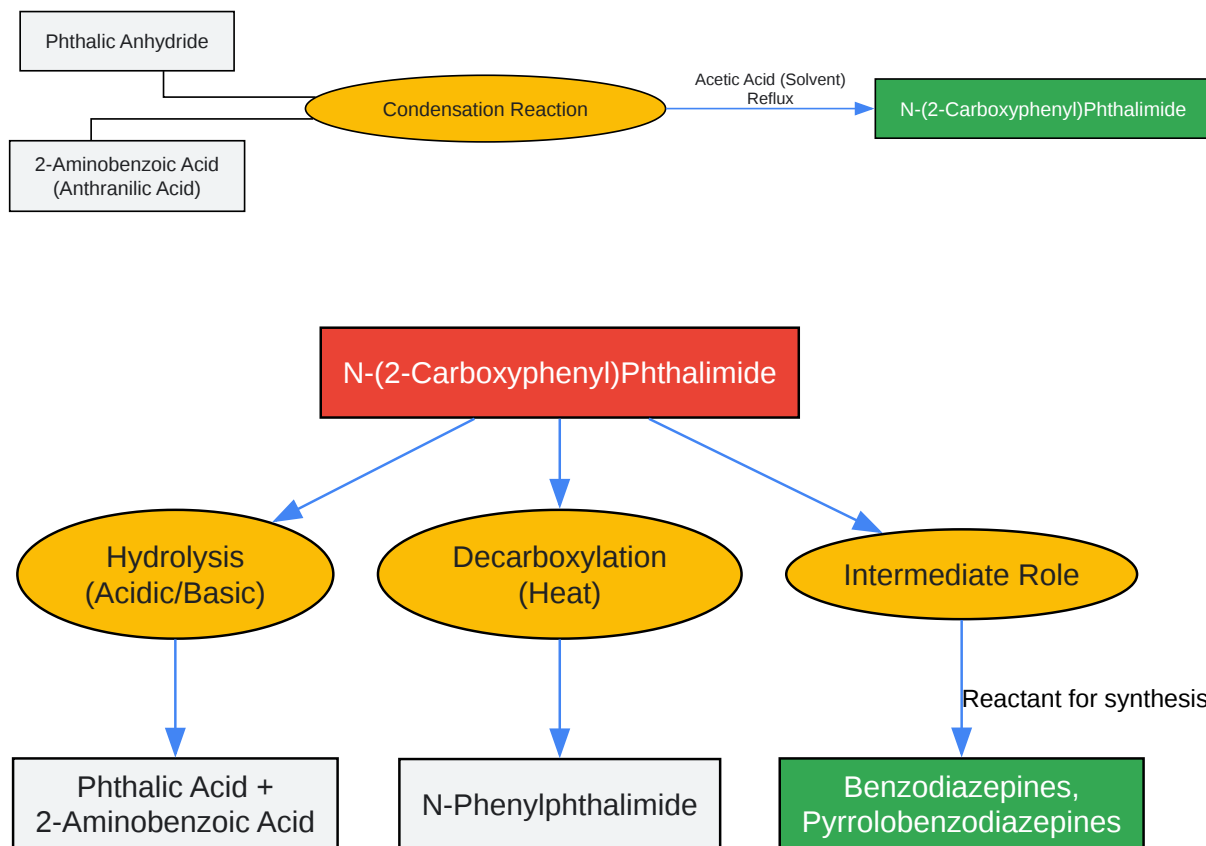 Phthalic Anhydride
2-Aminobenzoic Acid
(Anthranilic Acid)
Condensation Reaction
Acetic Acid (Solvent)
Reflux
N-(2-Carboxyphenyl)Phthalimide
N-(2-Carboxyphenyl)Phthalimide
Hydrolysis
(Acidic/Basic)
Decarboxylation
(Heat)
Intermediate Role
Reactant for synthesis
Phthalic Acid +
2-Aminobenzoic Acid
N-Phenylphthalimide
Benzodiazepines,
Pyrrolobenzodiazepines